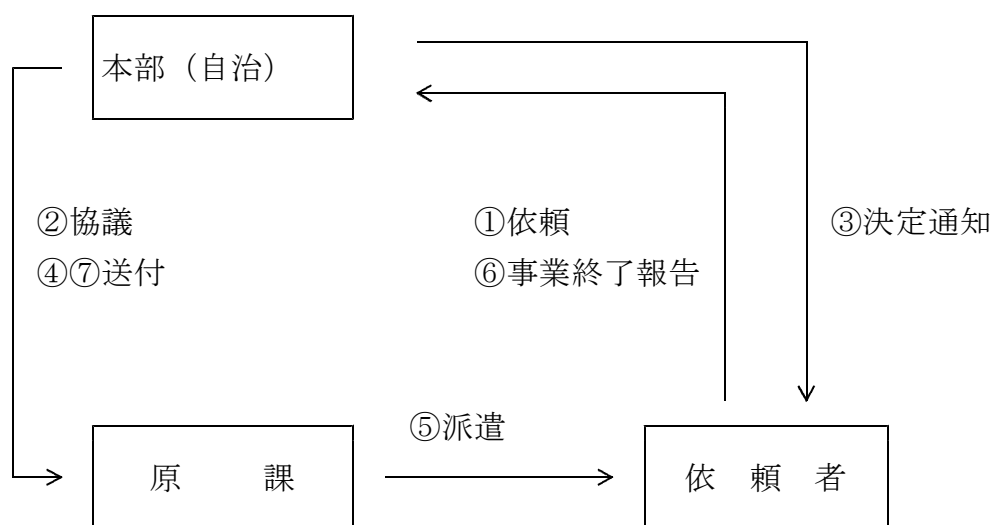 本部（自治）
②協議
④⑦送付
①依頼
⑥事業終了報告
③決定通知
⑤派遣
原　　課
依　頼　者